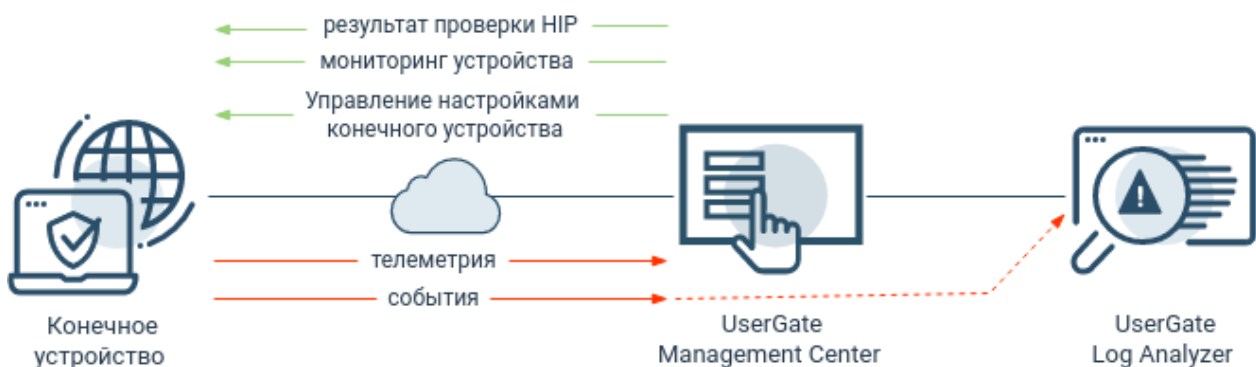 результат проверки HIP
мониторинг устройства
Управление настройками
конечного устройства
телеметрия
события
Конечное
устройство
UserGate
Management Center
UserGate
Log Analyzer